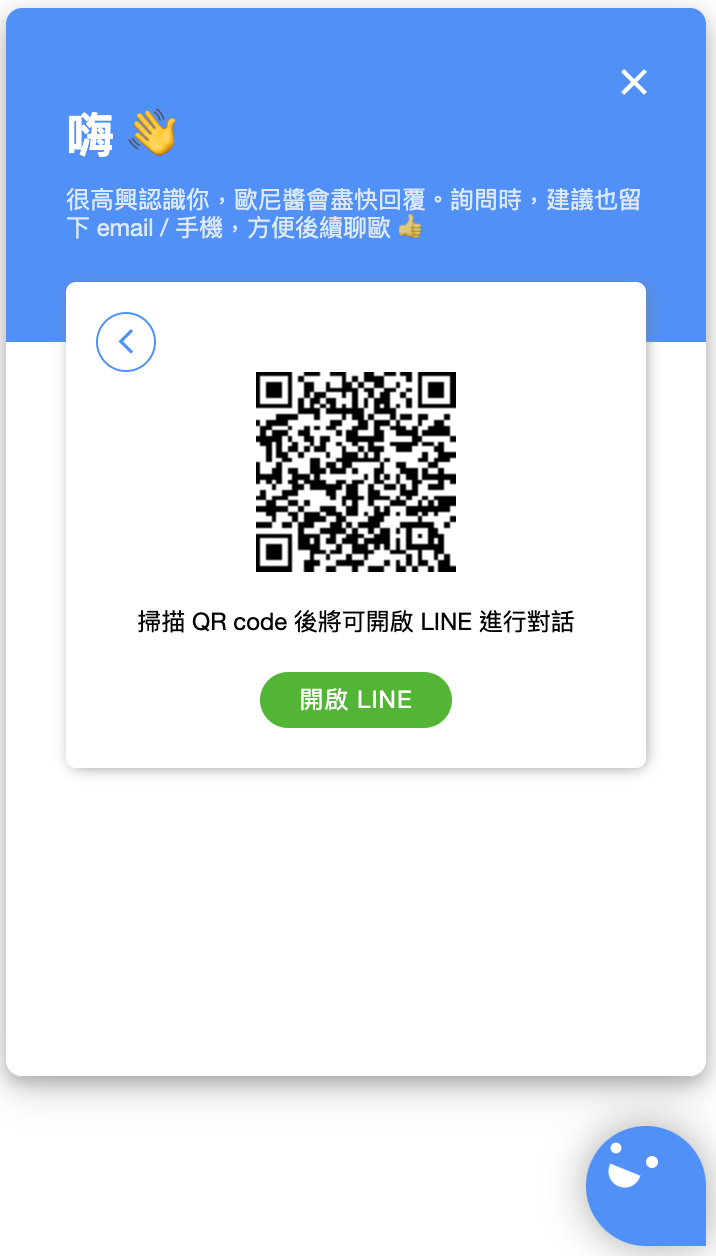 嗨 👋
很高興認識你，歐尼醬會盡快回覆。詢問時，建議也留
下 email / 手機，方便後續聊歐 👍
掃描 QR code 後將可開啟 LINE 進行對話
開啟 LINE